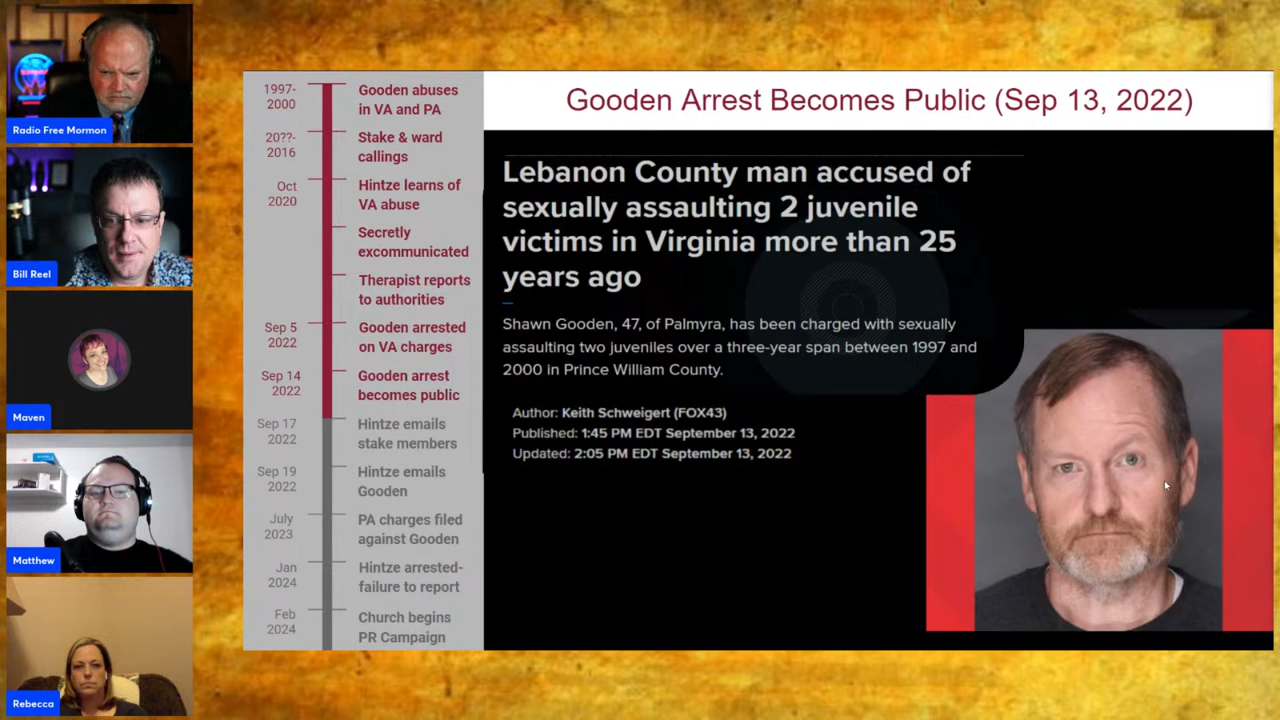 Radio Free Mormon
Bill Reel
Maven
Matthew
Rebecca
1997-
2000
Gooden abuses
in VA and PA
20??-
2016
Stake & ward
callings
Oct
2020
Hintze learns of
VA abuse
Secretly
excommunicated
Therapist reports
to authorities
Sep 5
2022
Gooden arrested
on VA charges
Sep 14
2022
Gooden arrest
becomes public
Sep 17
2022
Hintze emails
stake members
Sep 19
2022
Hintze emails
Gooden
July
2023
PA charges filed
against Gooden
Jan
2024
Hintze arrested-
failure to report
Feb
2024
Church begins
PR Campaign
Gooden Arrest Becomes Public (Sep 13, 2022)
Lebanon County man accused of
sexually assaulting 2 juvenile
victims in Virginia more than 25
years ago
Shawn Gooden, 47, of Palmyra, has been charged with sexually
assaulting two juveniles over a three-year span between 1997 and
2000 in Prince William County.
Author: Keith Schweigert (FOX43)
Published: 1:45 PM EDT September 13, 2022
Updated: 2:05 PM EDT September 13, 2022